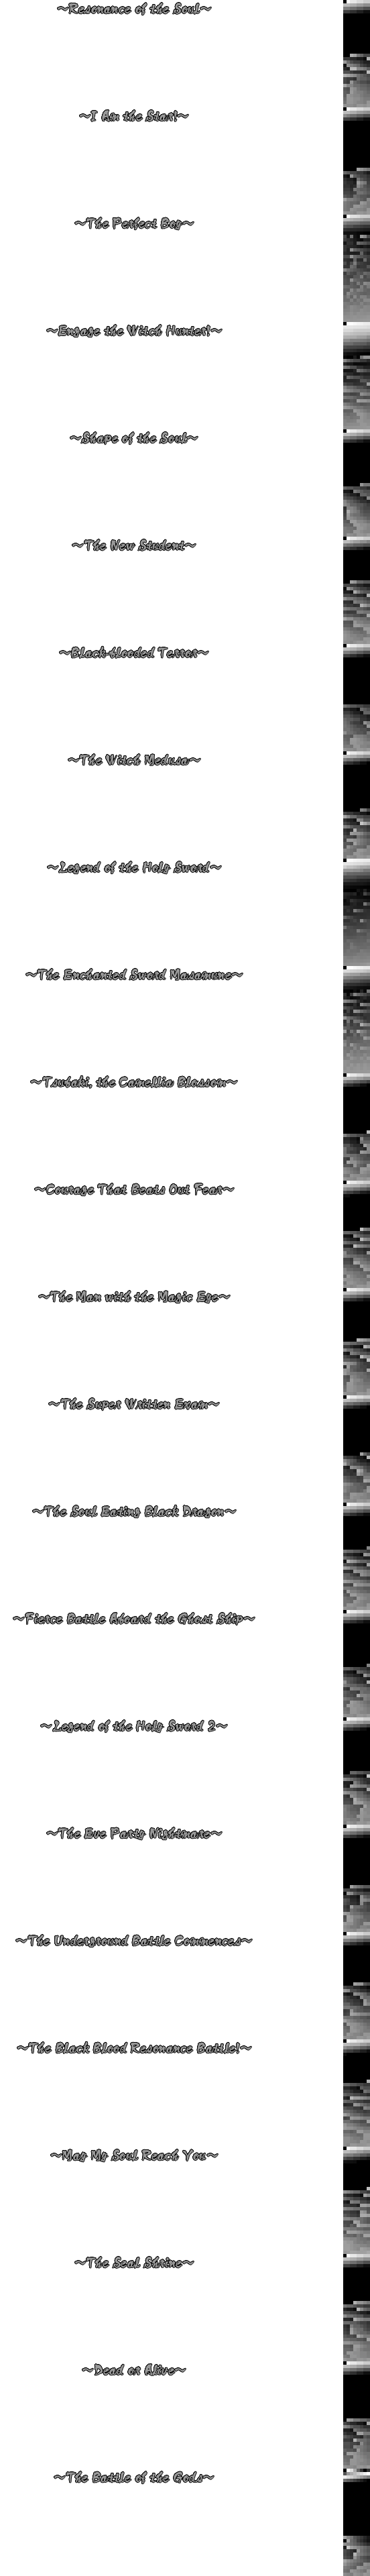 ~Resonance of the Soul~
~I Am the Star!~
~The Perfect Boy~
~Engage the Witch Hunter!~
~Shape of the Soul~
~The New Student~
~Black-blooded Terror~
~The Witch Medusa~
~Legend of the Holy Sword~
~The Enchanted Sword Masamune~
~Tsubaki, the Camellia Blossom~
~Courage That Beats Out Fear~
~The Man with the Magic Eye~
~The Super Written Exam~
~The Soul Eating Black Dragon~
~Fierce Battle Aboard the Ghost Ship~
~Legend of the Holy Sword 2~
~The Eve Party Nightmare~
~The Underground Battle Commences~
~The Black Blood Resonance Battle!~
~May My Soul Reach You~
~The Seal Shrine~
~Dead or Alive~
~The Battle of the Gods~